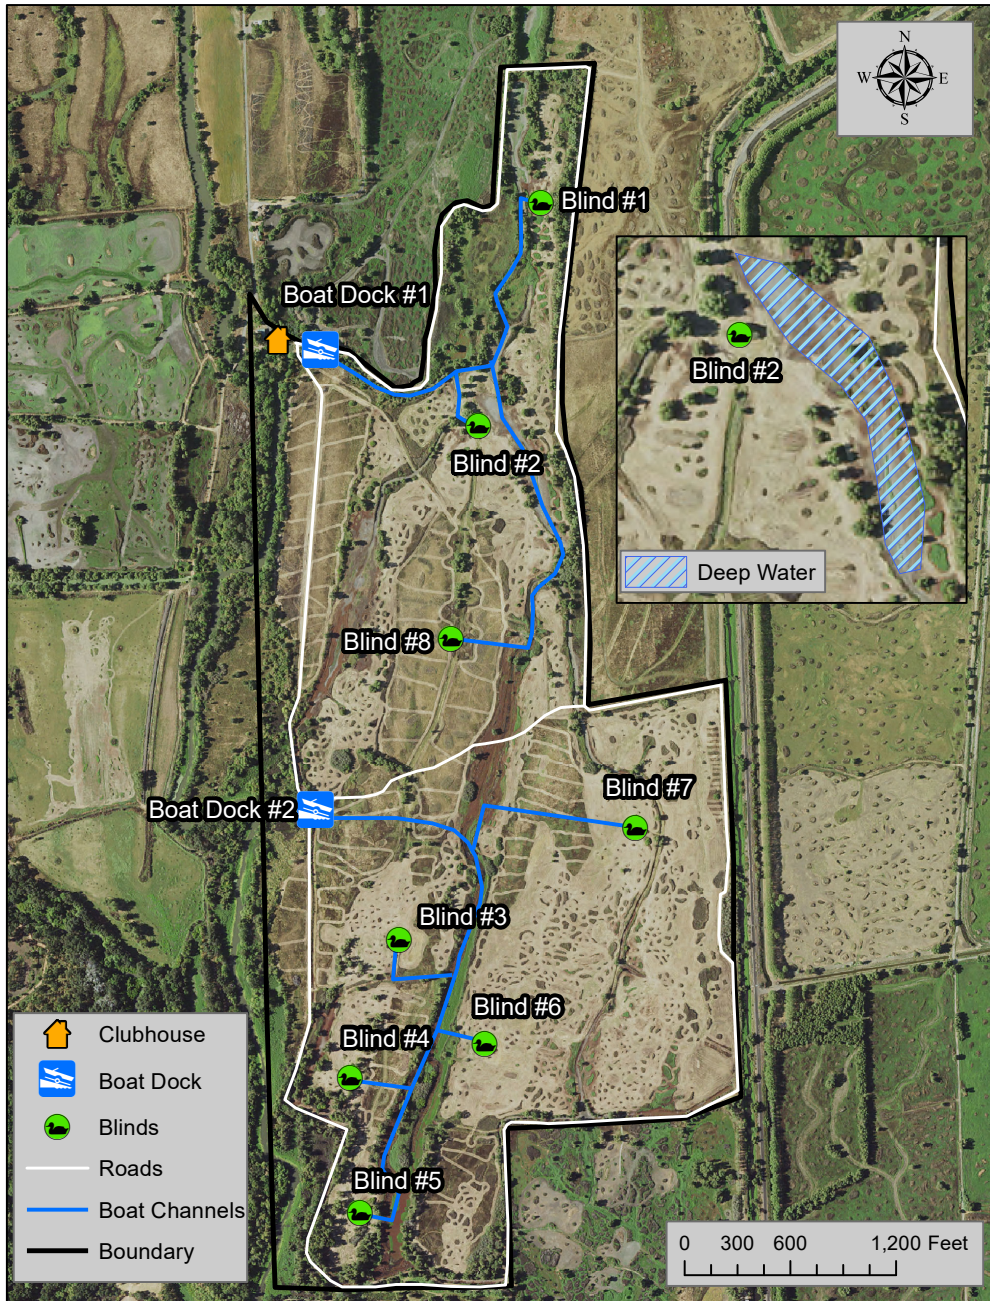 N
W E
S
Blind #1
Boat Dock #1
Blind #2
Blind #2
Deep Water
Blind #8
Blind #7
Boat Dock #2
Blind #3
Blind #6
Blind #4
Blind #5
Clubhouse
Boat Dock
Blinds
Roads
Boat Channels
Boundary
0 300 600 1,200 Feet